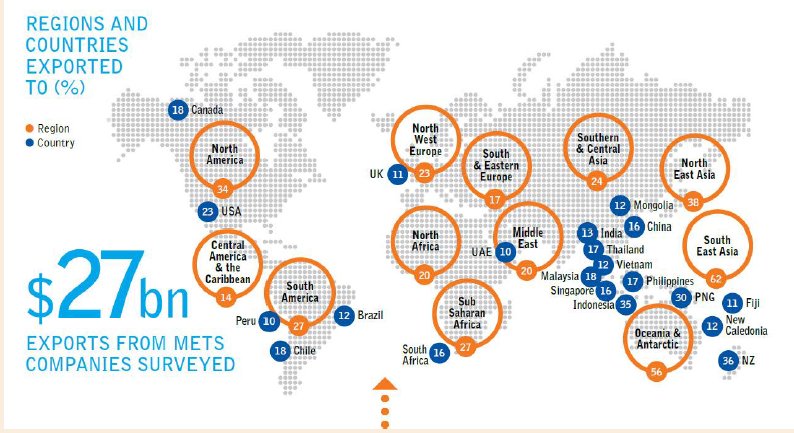 REGIONS AND
COUNTRIES
EXPORTED
TO (%)
Region
Country
18 Canada
North
America
34
23 USA
Central
America
& the
Caribbean
14
South
America
27
Peru 10
12 Brazil
18 Chile
$27bn
EXPORTS FROM METS
COMPANIES SURVEYED
North
West
Europe
23
UK 11
South
& Eastern
Europe
17
Southern
& Central
Asia
24
North
East Asia
38
North
Africa
20
Middle
East
20
UAE 10
Sub
Saharan
Africa
27
South
Africa 16
12 Mongolia
16 China
13 India
17 Thailand
12 Vietnam
Malaysia 18
17 Philippines
Singapore 16
Indonesia 35
South
East Asia
62
30 PNG
11 Fiji
12 New
Caledonia
Oceania &
Antarctic
56
36 NZ